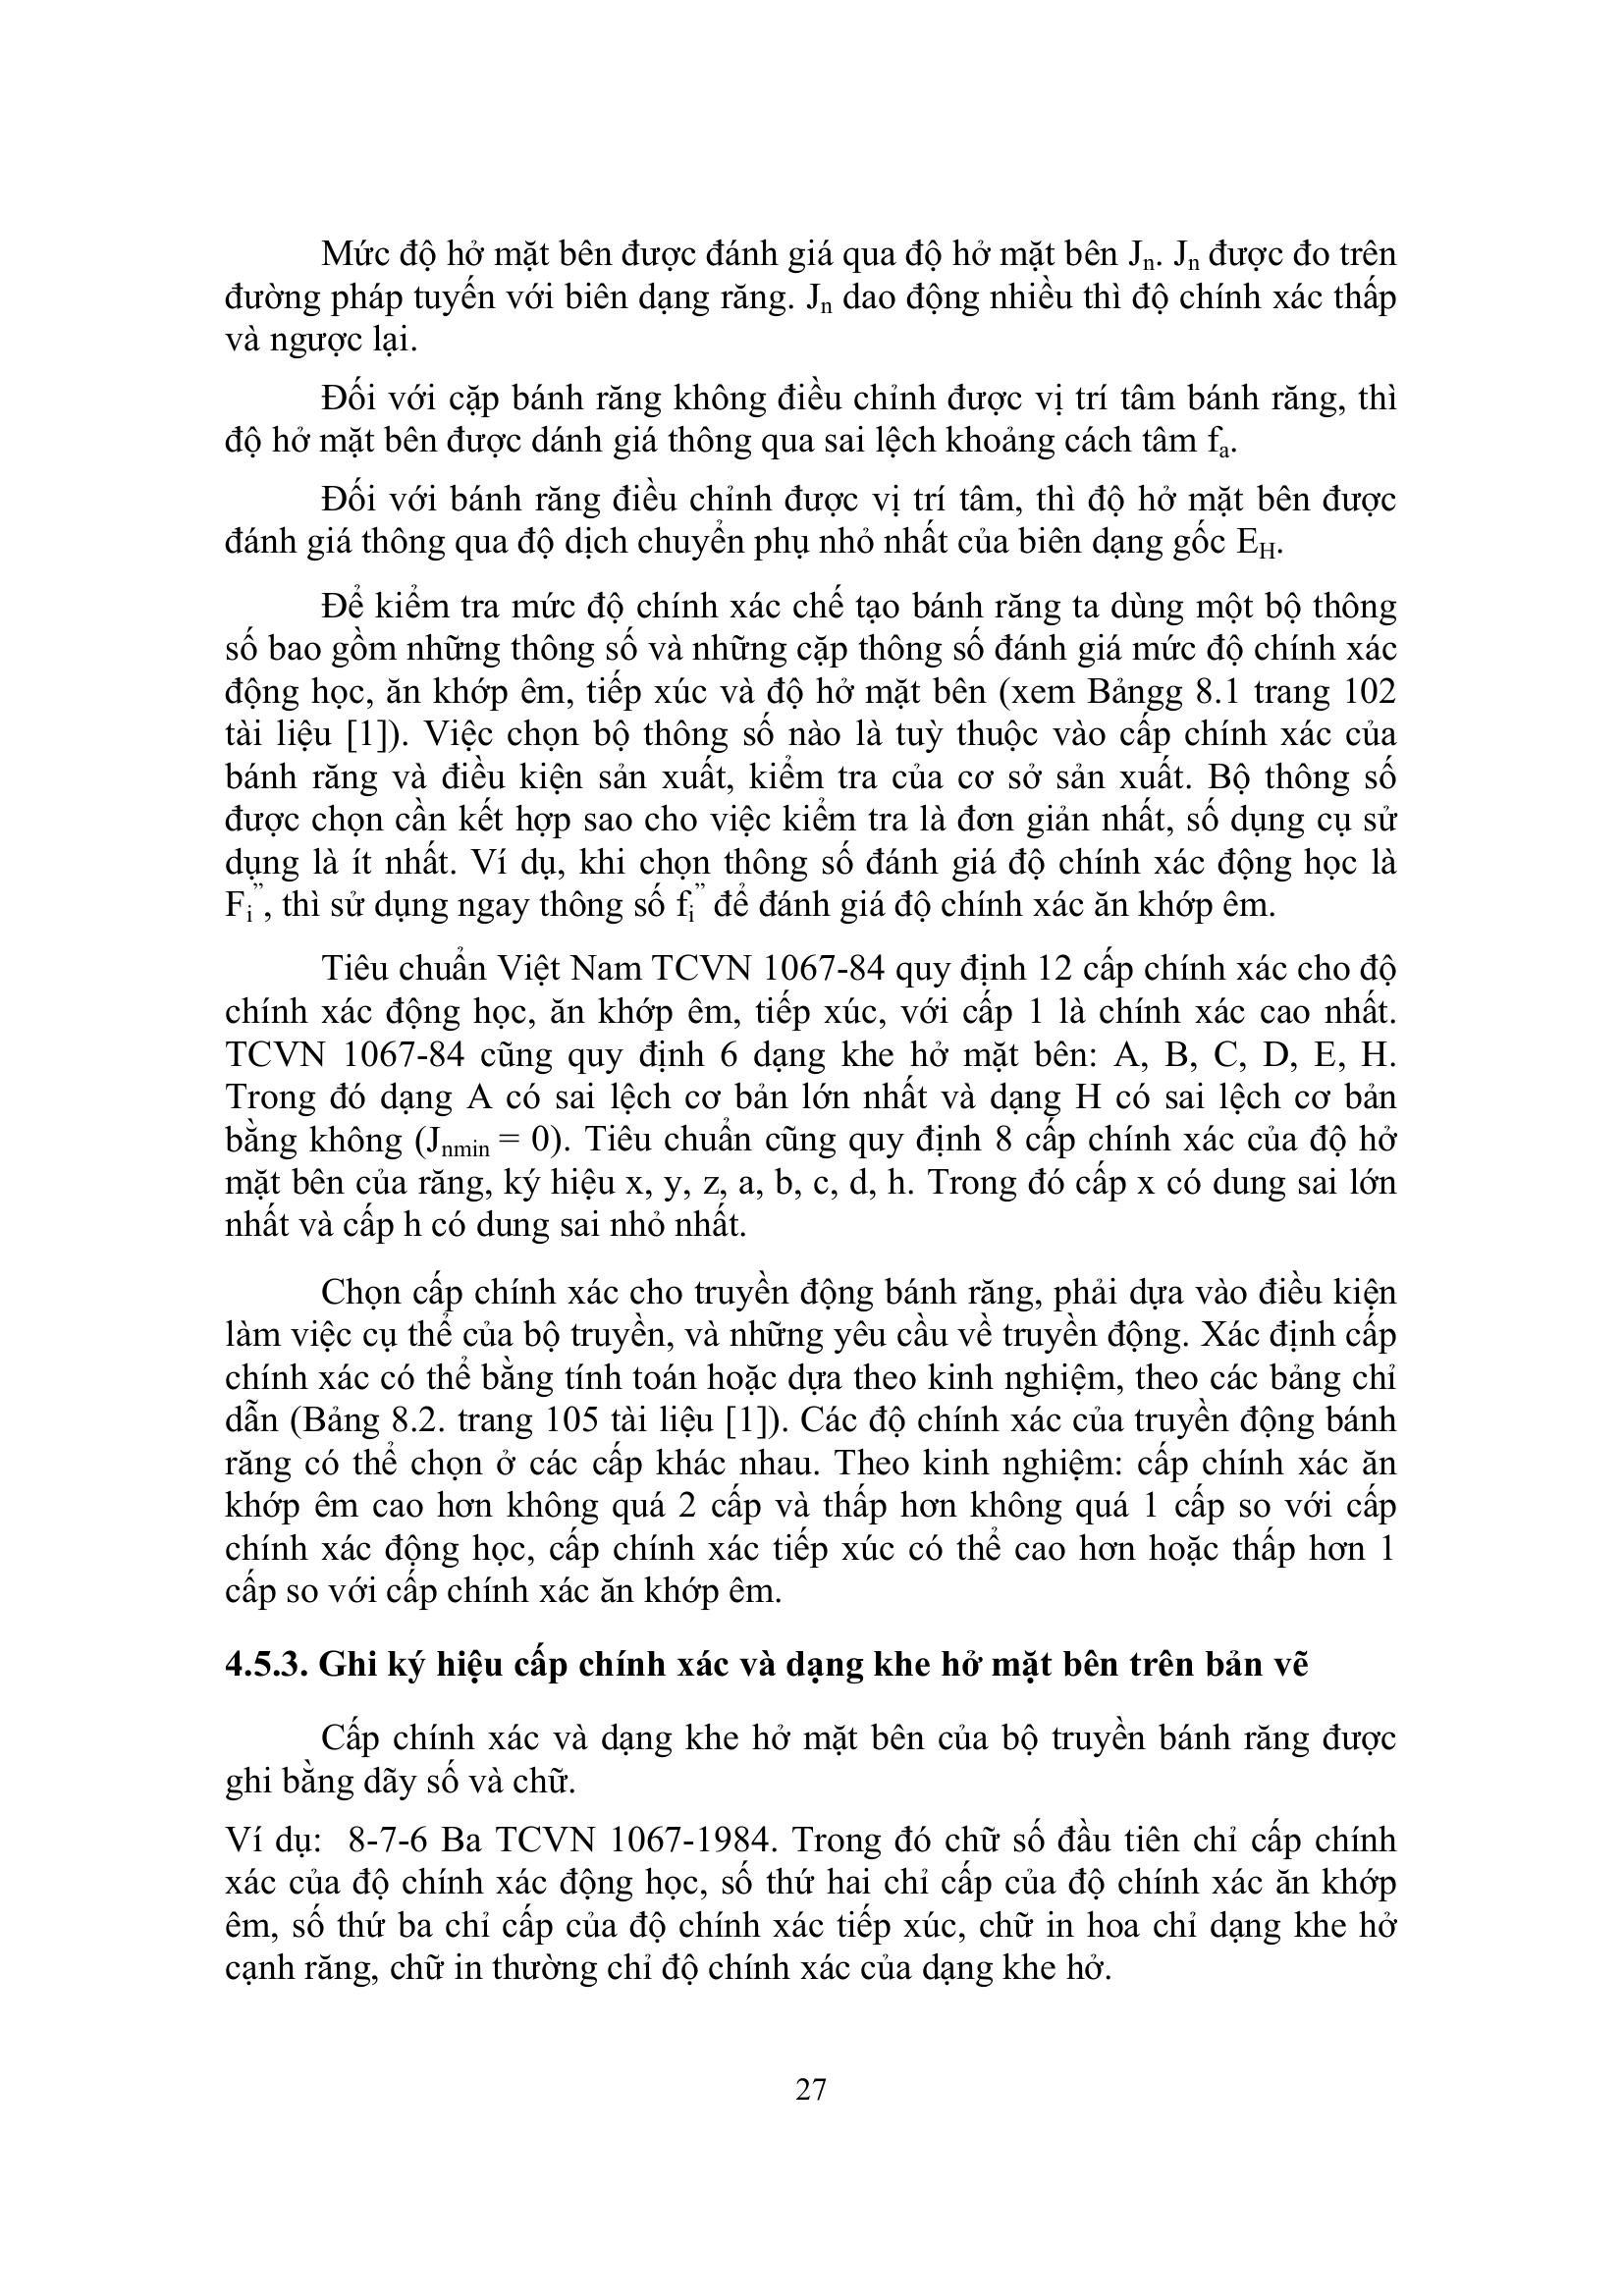 Mức độ hở mặt bên được đánh giá qua độ hở mặt bên Jn. Jn được đo trên
đường pháp tuyến với biên dạng răng. Jn dao động nhiều thì độ chính xác thấp
và ngược lại.
Đối với cặp bánh răng không điều chỉnh được vị trí tâm bánh răng, thì
độ hở mặt bên được dánh giá thông qua sai lệch khoảng cách tâm fa.
Đối với bánh răng điều chỉnh được vị trí tâm, thì độ hở mặt bên được
đánh giá thông qua độ dịch chuyển phụ nhỏ nhất của biên dạng gốc EH.
Để kiểm tra mức độ chính xác chế tạo bánh răng ta dùng một bộ thông
số bao gồm những thông số và những cặp thông số đánh giá mức độ chính xác
động học, ăn khớp êm, tiếp xúc và độ hở mặt bên (xem Bảngg 8.1 trang 102
tài liệu [1]). Việc chọn bộ thông số nào là tuỳ thuộc vào cấp chính xác của
bánh răng và điều kiện sản xuất, kiểm tra của cơ sở sản xuất. Bộ thông số
được chọn cần kết hợp sao cho việc kiểm tra là đơn giản nhất, số dụng cụ sử
dụng là ít nhất. Ví dụ, khi chọn thông số đánh giá độ chính xác động học là
Fi”, thì sử dụng ngay thông số fi” để đánh giá độ chính xác ăn khớp êm.
Tiêu chuẩn Việt Nam TCVN 1067-84 quy định 12 cấp chính xác cho độ
chính xác động học, ăn khớp êm, tiếp xúc, với cấp 1 là chính xác cao nhất.
TCVN 1067-84 cũng quy định 6 dạng khe hở mặt bên: A, B, C, D, E, H.
Trong đó dạng A có sai lệch cơ bản lớn nhất và dạng H có sai lệch cơ bản
bằng không (Jnmin = 0). Tiêu chuẩn cũng quy định 8 cấp chính xác của độ hở
mặt bên của răng, ký hiệu x, y, z, a, b, c, d, h. Trong đó cấp x có dung sai lớn
nhất và cấp h có dung sai nhỏ nhất.
Chọn cấp chính xác cho truyền động bánh răng, phải dựa vào điều kiện
làm việc cụ thể của bộ truyền, và những yêu cầu về truyền động. Xác định cấp
chính xác có thể bằng tính toán hoặc dựa theo kinh nghiệm, theo các bảng chỉ
dẫn (Bảng 8.2. trang 105 tài liệu [1]). Các độ chính xác của truyền động bánh
răng có thể chọn ở các cấp khác nhau. Theo kinh nghiệm: cấp chính xác ăn
khớp êm cao hơn không quá 2 cấp và thấp hơn không quá 1 cấp so với cấp
chính xác động học, cấp chính xác tiếp xúc có thể cao hơn hoặc thấp hơn 1
cấp so với cấp chính xác ăn khớp êm.
4.5.3. Ghi ký hiệu cấp chính xác và dạng khe hở mặt bên trên bản vẽ
Cấp chính xác và dạng khe hở mặt bên của bộ truyền bánh răng được
ghi bằng dãy số và chữ.
Ví dụ: 8-7-6 Ba TCVN 1067-1984. Trong đó chữ số đầu tiên chỉ cấp chính
xác của độ chính xác động học, số thứ hai chỉ cấp của độ chính xác ăn khớp
êm, số thứ ba chỉ cấp của độ chính xác tiếp xúc, chữ in hoa chỉ dạng khe hở
cạnh răng, chữ in thường chỉ độ chính xác của dạng khe hở.
27